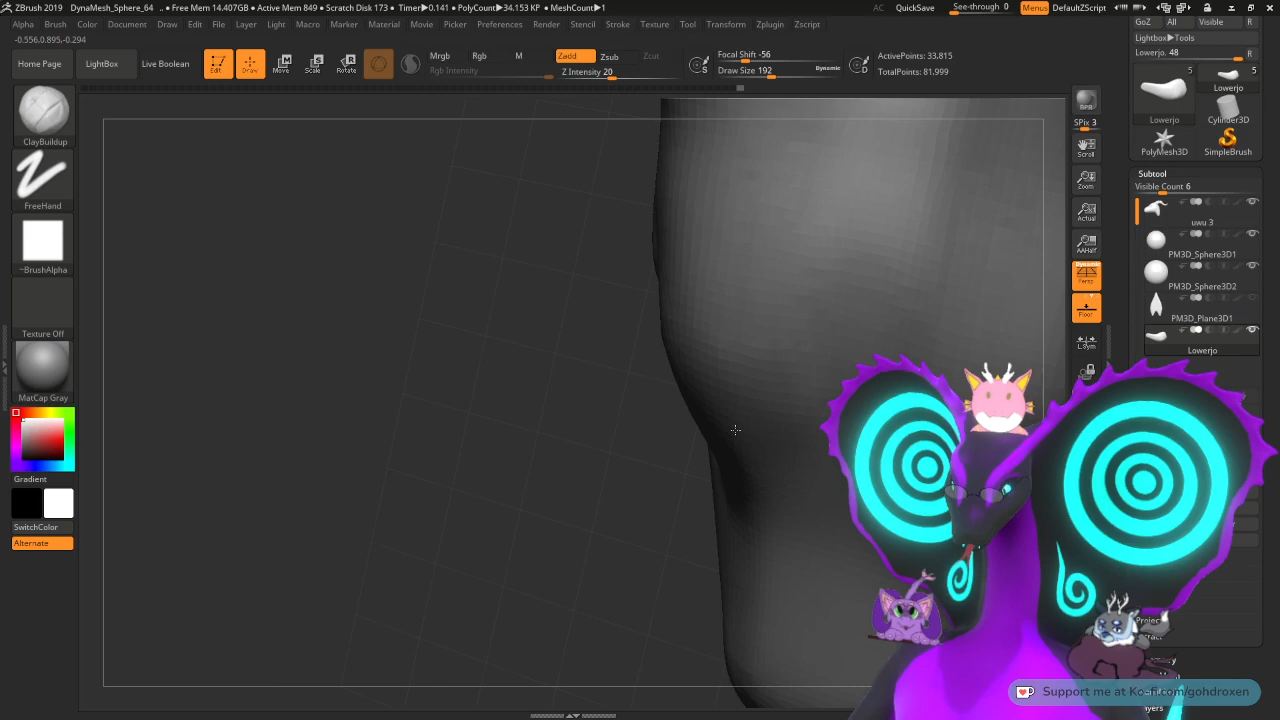 ZBrush 2019 DynaMesh_Sphere_64 .. • Free Mem 14.407GB • Active Mem 849 • Scratch Disk 173 • Timer▶0.141 • PolyCount▶34.153 KP • MeshCount▶1 AC QuickSave See-through 0 Menus DefaultZScript
Alpha Brush Color Document Draw Edit File Layer Light Macro Marker Material Movie Picker Preferences Render Stencil Stroke Texture Tool Transform Zplugin Zscript
GoZ All Visible R
-0.556,0.895,-0.294
Lightbox▶Tools
Lowerjo. 48 R
Home Page LightBox Live Boolean Edit Draw Move Scale Rotate
Mrgb Rgb M Zadd Zsub Zcut
Rgb Intensity Z Intensity 20
Focal Shift -56
Draw Size 192 Dynamic
S D
ActivePoints: 33,815
TotalPoints: 81,999
5 5
Lowerjo
Lowerjo Cylinder3D
PolyMesh3D SimpleBrush
ClayBuildup
FreeHand
~BrushAlpha
Texture Off
MatCap Gray
Gradient
SwitchColor
Alternate
BPR
SPix 3
Scroll
Zoom
Actual
AAHalf
Dynamic
Persp
Floor
L.Sym
Subtool
Visible Count 6
uwu 3
PM3D_Sphere3D1
PM3D_Sphere3D2
PM3D_Plane3D1
Lowerjo
Support me at Ko-fi.com/gohdroxen